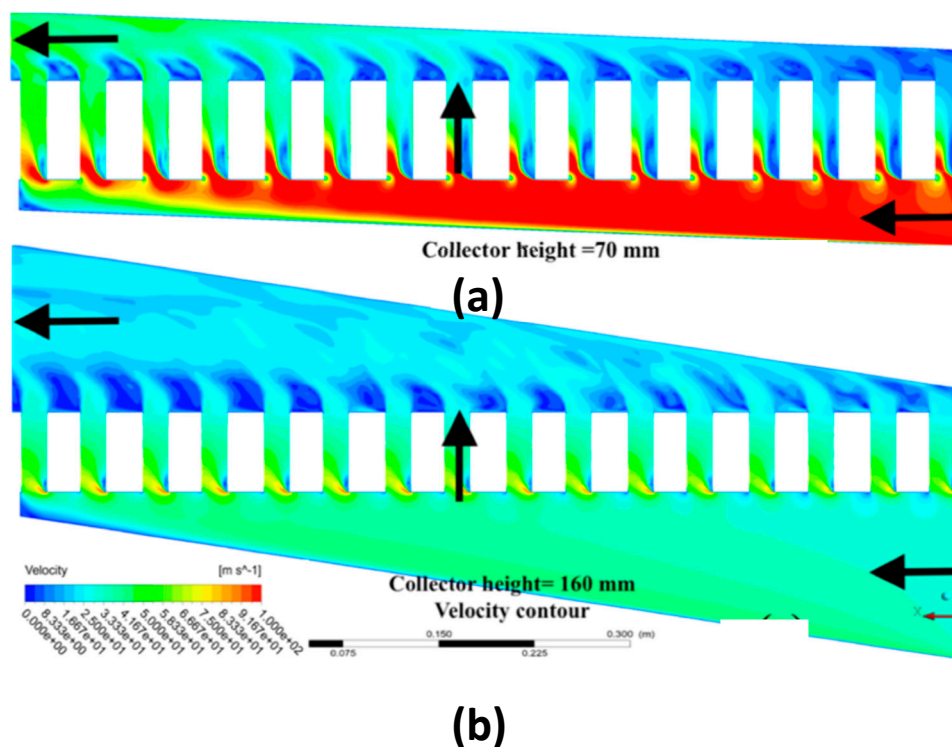 Collector height =70 mm
(a)
Velocity
[m s^-1]
0.000e+00
8.333e+00
1.667e+01
2.500e+01
3.333e+01
4.167e+01
5.000e+01
5.833e+01
6.667e+01
7.500e+01
8.333e+01
9.167e+01
1.000e+02
Collector height= 160 mm
Velocity contour
X
0.150
0.300 (m)
0.075
0.225
(b)